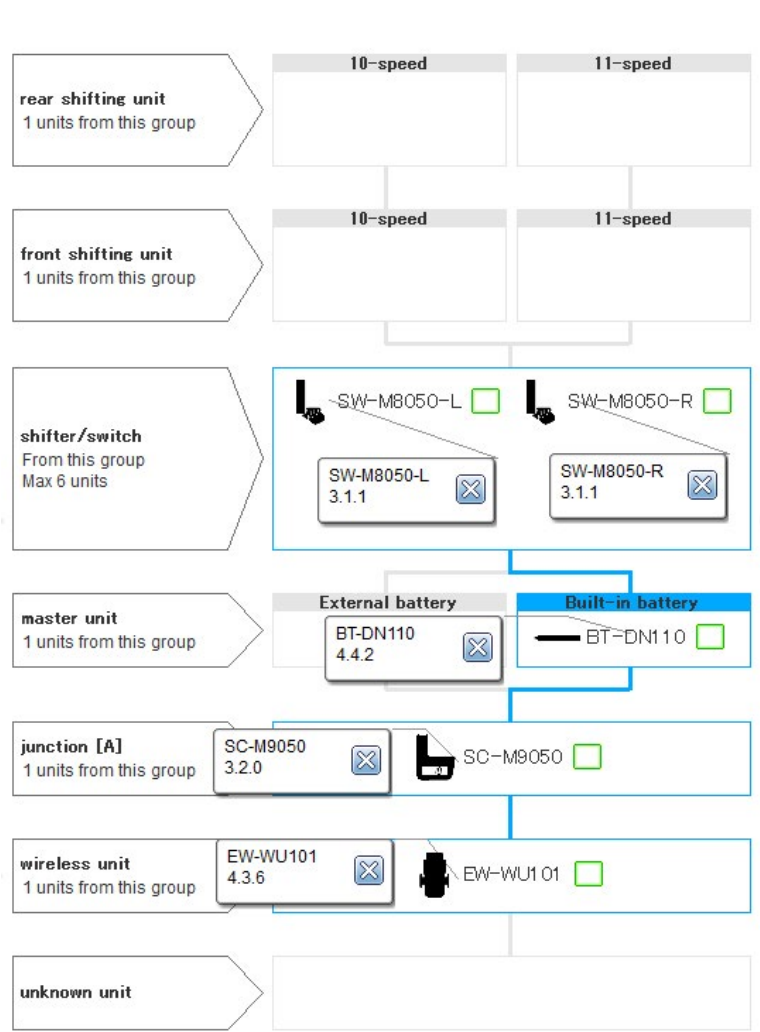 10-speed
11-speed
rear shifting unit
1 units from this group
10-speed
11-speed
front shifting unit
1 units from this group
SW-M8050-L
SW-M8050-R
shifter/switch
From this group
Max 6 units
SW-M8050-L
3.1.1
SW-M8050-R
3.1.1
External battery
Built-in battery
master unit
1 units from this group
BT-DN110
4.4.2
BT-DN110
junction [A]
1 units from this group
SC-M9050
3.2.0
SC-M9050
wireless unit
1 units from this group
EW-WU101
4.3.6
EW-WU101
unknown unit